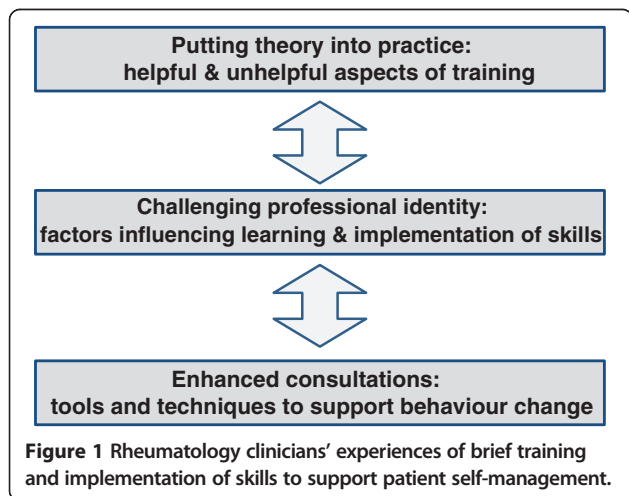 Putting theory into practice:
helpful & unhelpful aspects of training
Challenging professional identity:
factors influencing learning & implementation of skills
Enhanced consultations:
tools and techniques to support behaviour change
Figure 1 Rheumatology clinicians’ experiences of brief training
and implementation of skills to support patient self-management.